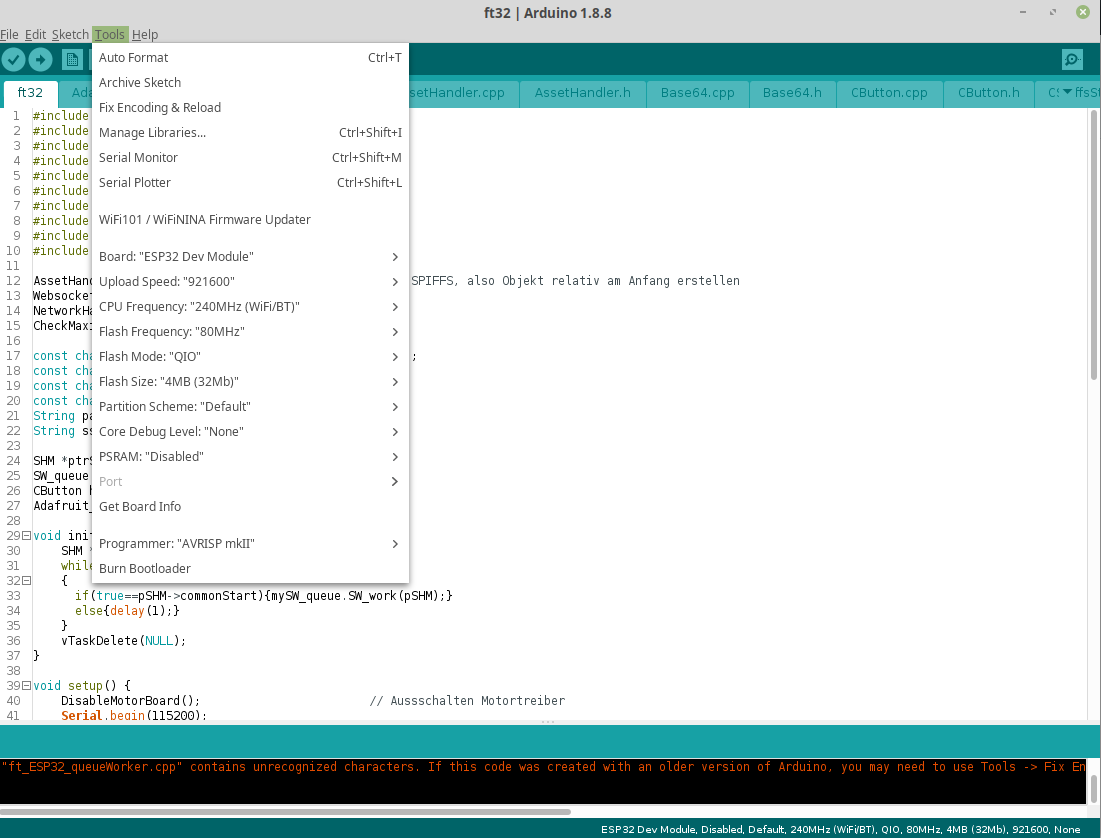 ft32 | Arduino 1.8.8
File Edit Sketch Tools Help
Auto Format Ctrl+T
Archive Sketch
Fix Encoding & Reload
Manage Libraries... Ctrl+Shift+I
Serial Monitor Ctrl+Shift+M
Serial Plotter Ctrl+Shift+L
WiFi101 / WiFiNINA Firmware Updater
Board: "ESP32 Dev Module"
Upload Speed: "921600"
CPU Frequency: "240MHz (WiFi/BT)"
Flash Frequency: "80MHz"
Flash Mode: "QIO"
Flash Size: "4MB (32Mb)"
Partition Scheme: "Default"
Core Debug Level: "None"
PSRAM: "Disabled"
Port
Get Board Info
Programmer: "AVRISP mkII"
Burn Bootloader
ft32 Ada setHandler.cpp AssetHandler.h Base64.cpp Base64.h CButton.cpp CButton.h CS ffsSt
1 #include
2 #include
3 #include
4 #include
5 #include
6 #include
7 #include
8 #include
9 #include
10 #include
11
12 AssetHand SPIFFS, also Objekt relativ am Anfang erstellen
13 Websocket
14 NetworkHa
15 CheckMaxi
16
17 const cha ;
18 const cha
19 const cha
20 const cha
21 String pa
22 String ss
23
24 SHM *ptrS
25 SW_queue
26 CButton h
27 Adafruit_
28
29 void init
30 SHM *
31 while
32 {
33 if(true==pSHM->commonStart){mySW_queue.SW_work(pSHM);}
34 else{delay(1);}
35 }
36 vTaskDelete(NULL);
37 }
38
39 void setup() {
40 DisableMotorBoard(); // Aussschalten Motortreiber
41 Serial.begin(115200);
"ft_ESP32_queueWorker.cpp" contains unrecognized characters. If this code was created with an older version of Arduino, you may need to use Tools -> Fix En
ESP32 Dev Module, Disabled, Default, 240MHz (WiFi/BT), QIO, 80MHz, 4MB (32Mb), 921600, None